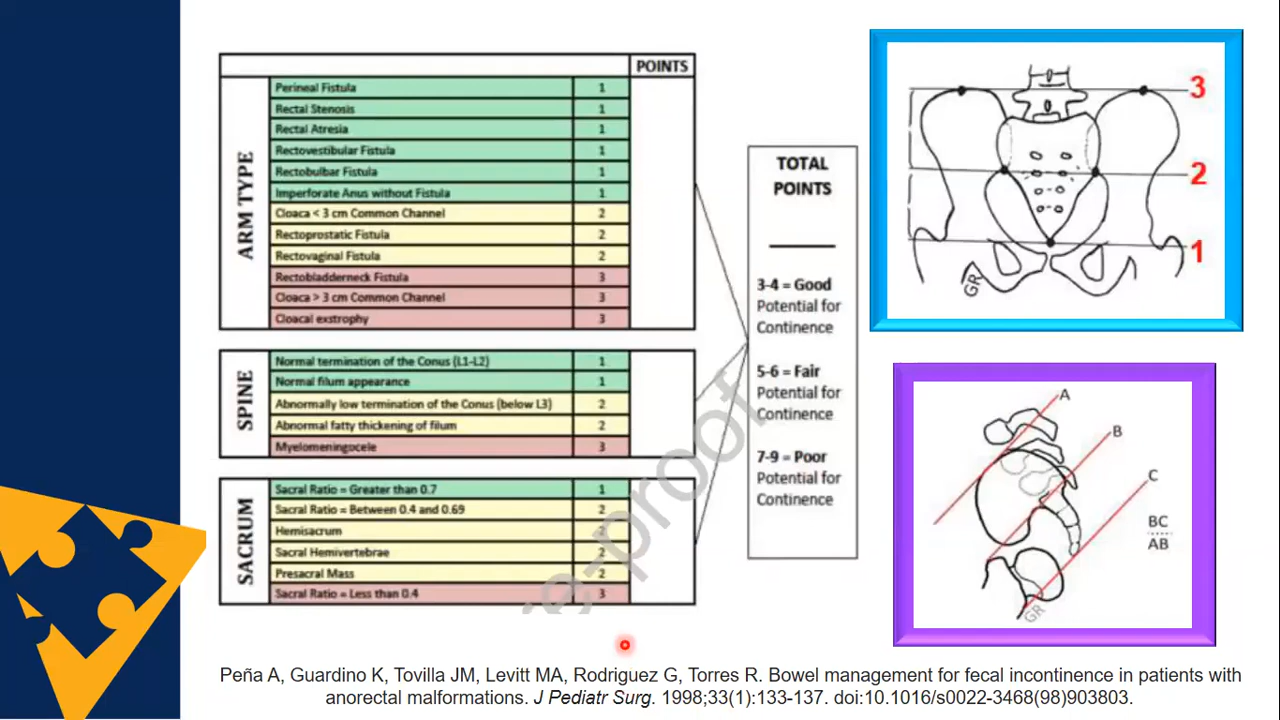 POINTS
ARM TYPE
Perineal Fistula 1
Rectal Stenosis 1
Rectal Atresia 1
Rectovestibular Fistula 1
Rectobulbar Fistula 1
Imperforate Anus without Fistula 1
Cloaca < 3 cm Common Channel 2
Rectoprostatic Fistula 2
Rectovaginal Fistula 2
Rectobladderneck Fistula 3
Cloaca > 3 cm Common Channel 3
Cloacal exstrophy 3
SPINE
Normal termination of the Conus (L1-L2) 1
Normal filum appearance 1
Abnormally low termination of the Conus (below L3) 2
Abnormal fatty thickening of filum 2
Myelomeningocele 3
SACRUM
Sacral Ratio = Greater than 0.7 1
Sacral Ratio = Between 0.4 and 0.69 2
Hemisacrum
Sacral Hemivertebrae 2
Presacral Mass 2
Sacral Ratio = Less than 0.4 3
TOTAL
POINTS
3-4 = Good
Potential for
Continence
5-6 = Fair
Potential for
Continence
7-9 = Poor
Potential for
Continence
e-proof
3
2
1
GR
A
B
C
BC
AB
GR
Peña A, Guardino K, Tovilla JM, Levitt MA, Rodriguez G, Torres R. Bowel management for fecal incontinence in patients with
anorectal malformations. J Pediatr Surg. 1998;33(1):133-137. doi:10.1016/s0022-3468(98)903803.